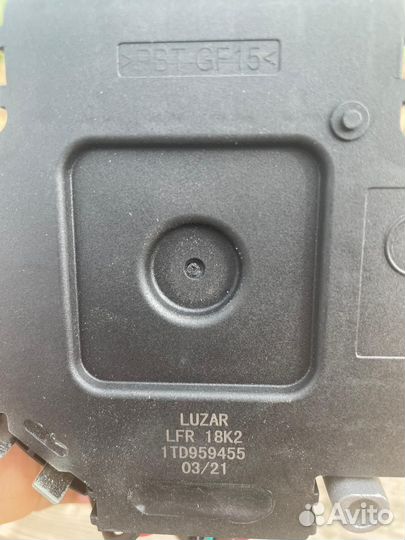 >PBT-GF15<
LUZAR
LFR 18K2
1TD959455
03/21
Avito